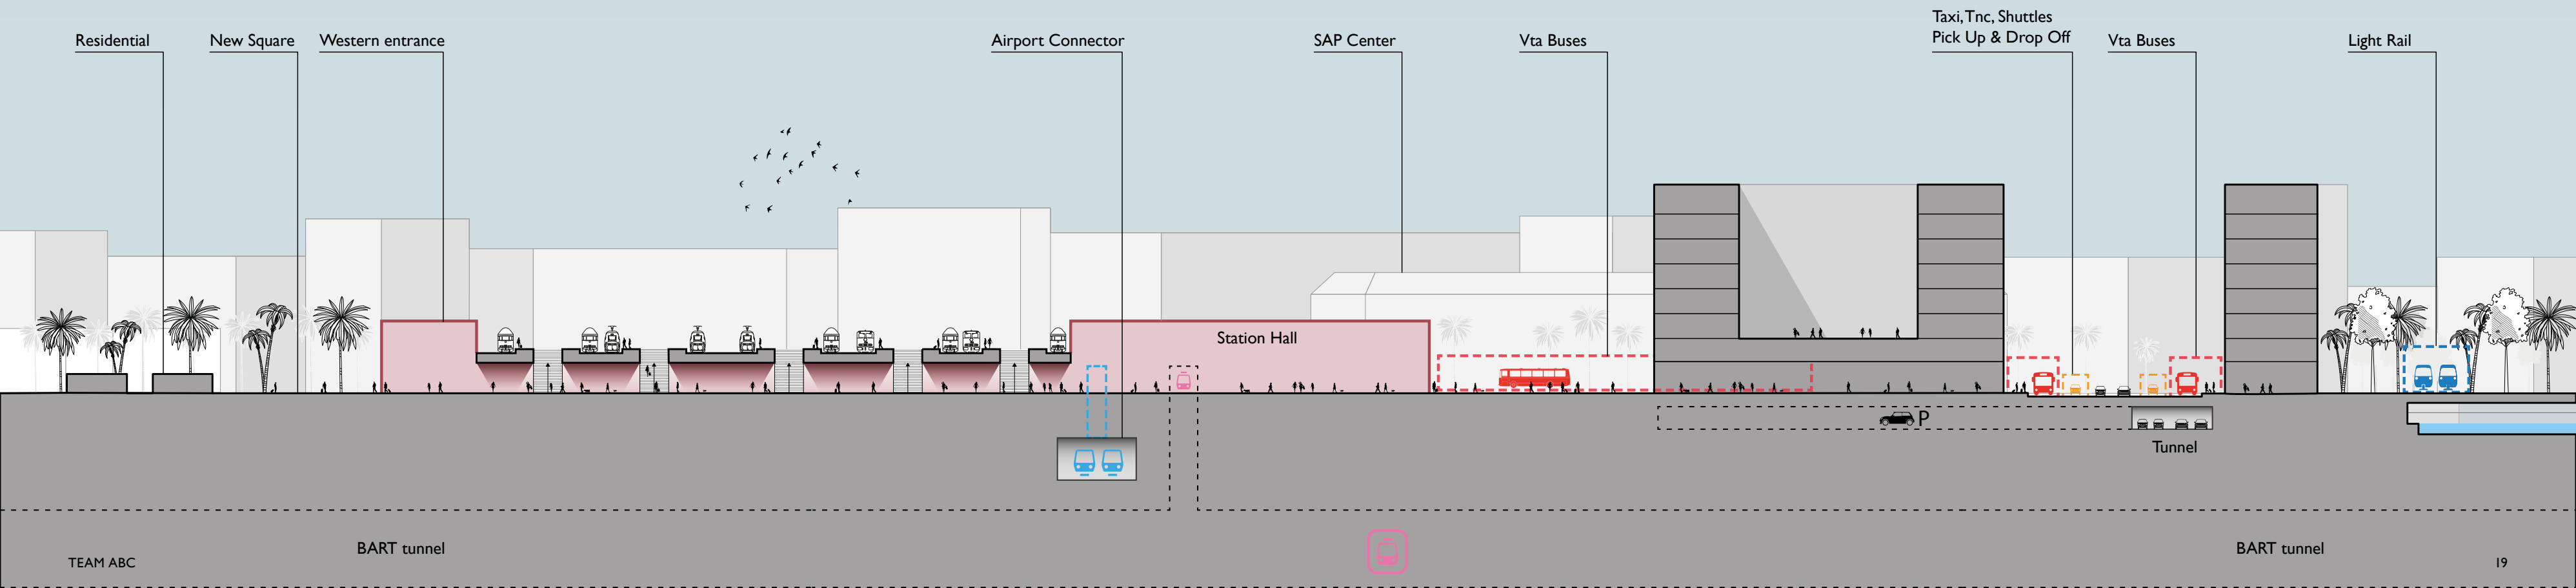 Residential
New Square
Western entrance
Airport Connector
SAP Center
Vta Buses
Taxi, Tnc, Shuttles
Pick Up & Drop Off
Vta Buses
Light Rail
Station Hall
P
Tunnel
BART tunnel
BART tunnel
TEAM ABC
19